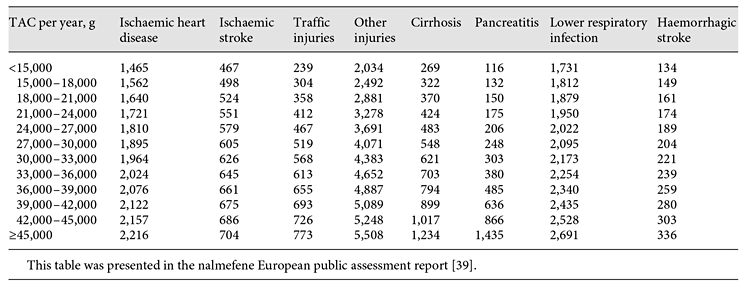 TAC per year, g Ischaemic heart disease Ischaemic stroke Traffic injuries Other injuries Cirrhosis Pancreatitis Lower respiratory infection Haemorrhagic stroke
<15,000 1,465 467 239 2,034 269 116 1,731 134
15,000–18,000 1,562 498 304 2,492 322 132 1,812 149
18,000–21,000 1,640 524 358 2,881 370 150 1,879 161
21,000–24,000 1,721 551 412 3,278 424 175 1,950 174
24,000–27,000 1,810 579 467 3,691 483 206 2,022 189
27,000–30,000 1,895 605 519 4,071 548 248 2,095 204
30,000–33,000 1,964 626 568 4,383 621 303 2,173 221
33,000–36,000 2,024 645 613 4,652 703 380 2,254 239
36,000–39,000 2,076 661 655 4,887 794 485 2,340 259
39,000–42,000 2,122 675 693 5,089 899 636 2,435 280
42,000–45,000 2,157 686 726 5,248 1,017 866 2,528 303
≥45,000 2,216 704 773 5,508 1,234 1,435 2,691 336
This table was presented in the nalmefene European public assessment report [39].